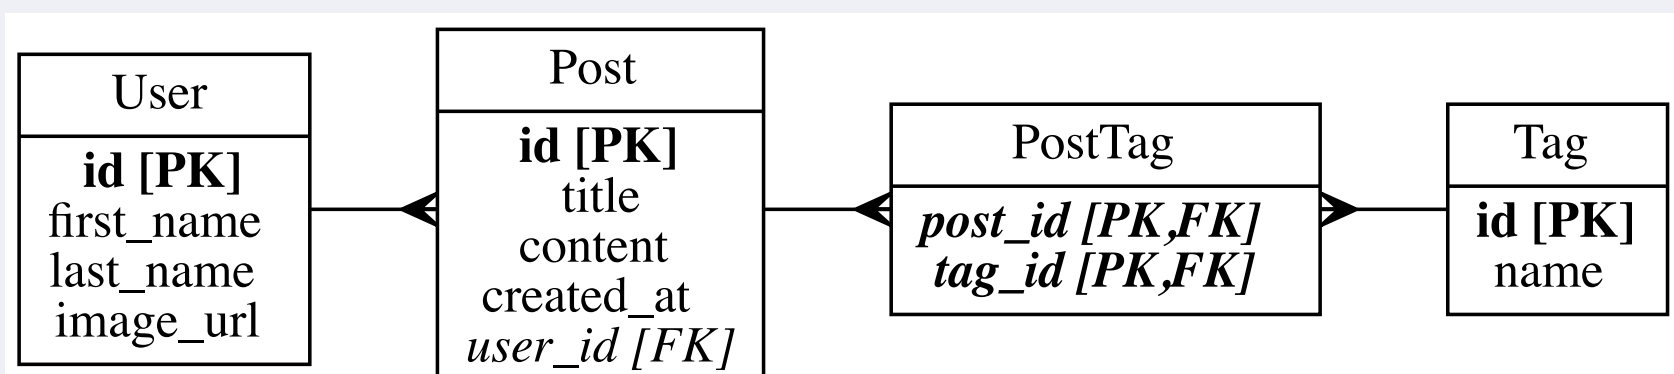 User
id [PK]
first_name
last_name
image_url
Post
id [PK]
title
content
created_at
user_id [FK]
PostTag
post_id [PK,FK]
tag_id [PK,FK]
Tag
id [PK]
name